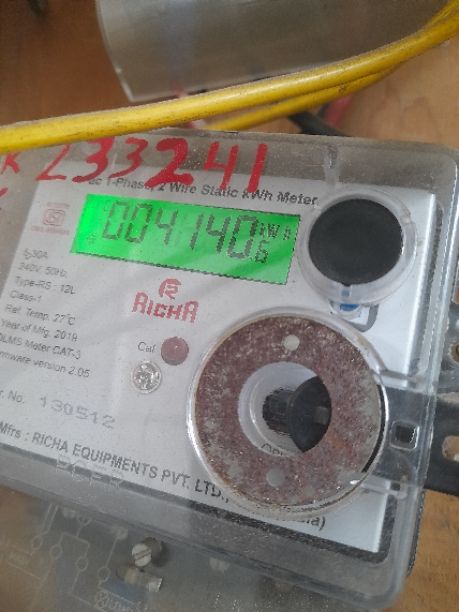 233241
1-Phase, 2 Wire Static kWh Meter
004140.6
kWh
30A
240V, 50Hz,
Type-RS : 12L
Class-1
Ref. Temp. 27°C
Year of Mfg. 2019
DLMS Meter CAT-3
Firmware version 2.05
RICHA
Cal
No. 130512
Mfrs : RICHA EQUIPMENTS PVT. LTD.,